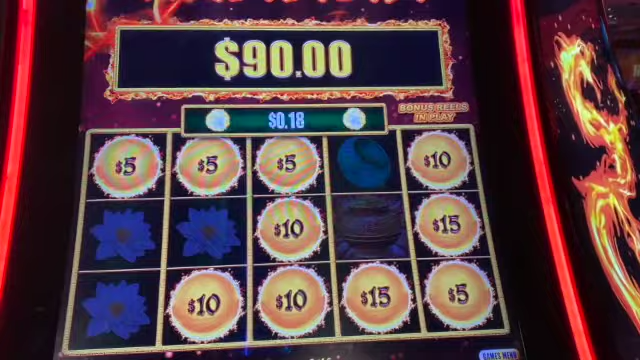 $90.00
$0.18
BONUS REELS
IN PLAY
$5 $5 $5 $10
$10 $15
$10 $10 $15 $5
GAMES MENU